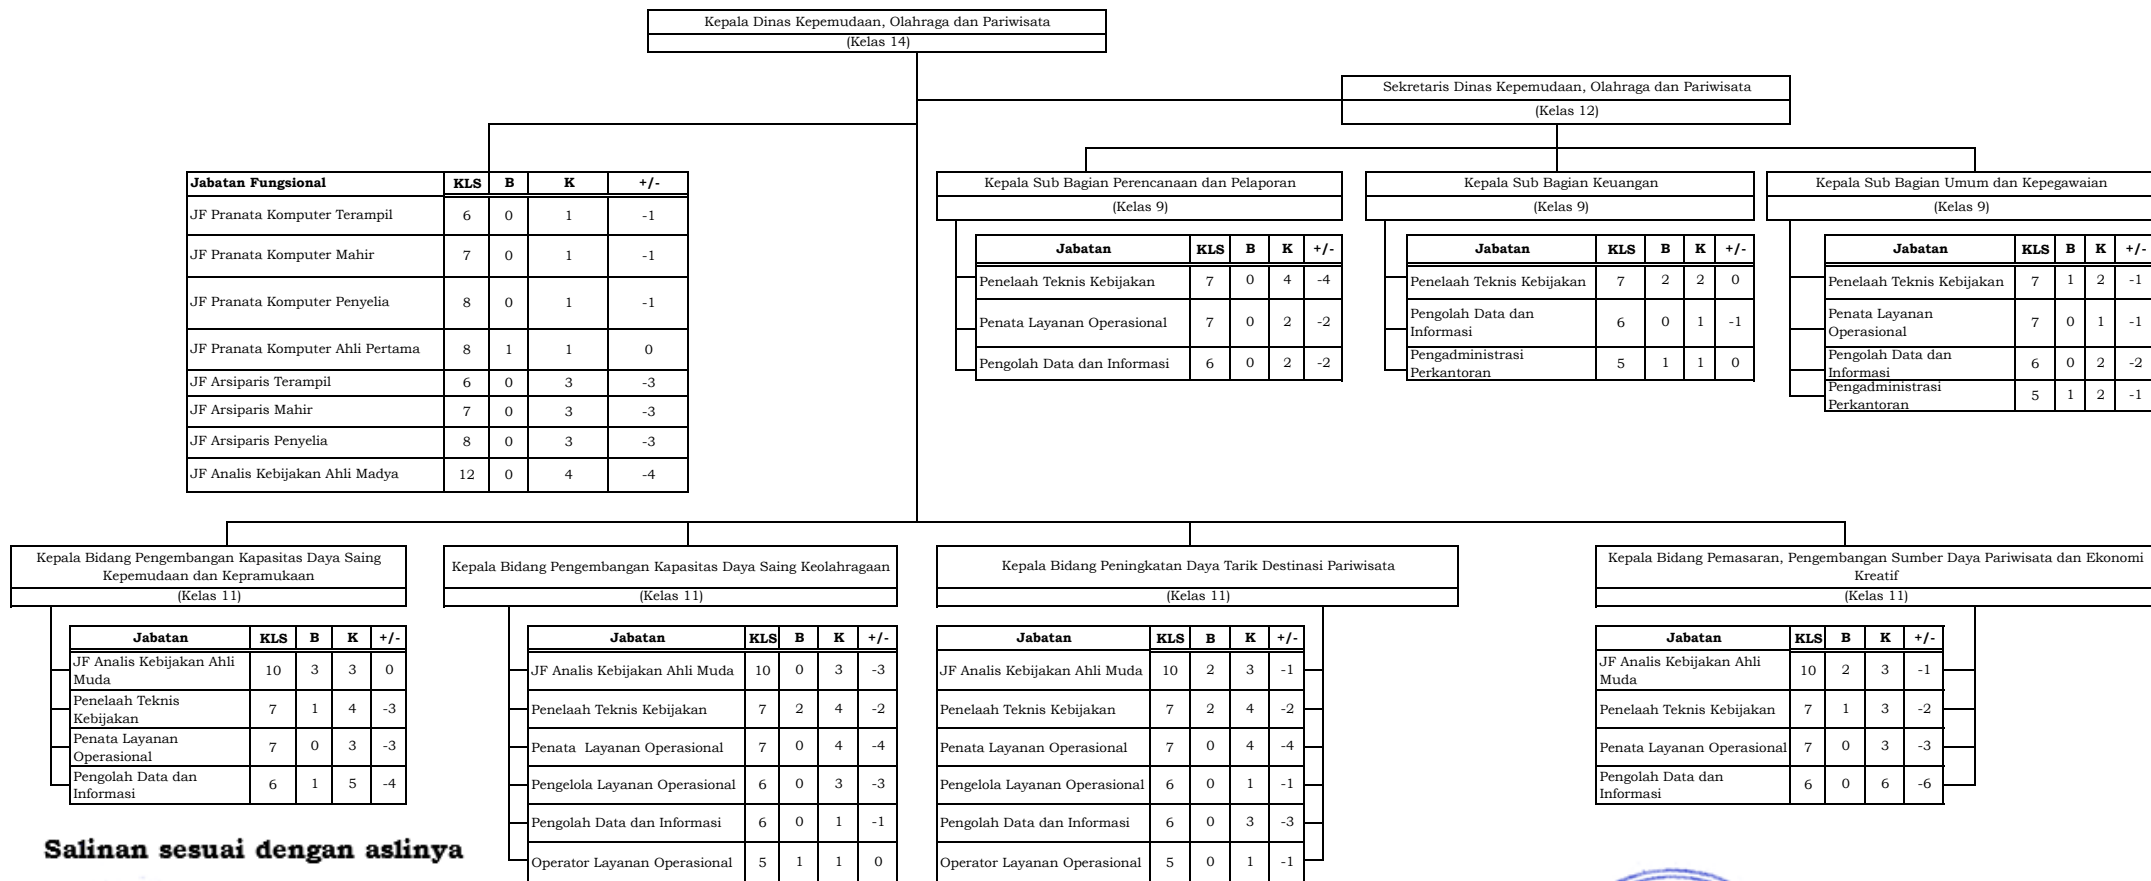 Kepala Dinas Kepemudaan, Olahraga dan Pariwisata
(Kelas 14)
Sekretaris Dinas Kepemudaan, Olahraga dan Pariwisata
(Kelas 12)
Jabatan Fungsional KLS B K +/-
JF Pranata Komputer Terampil 6 0 1 -1
JF Pranata Komputer Mahir 7 0 1 -1
JF Pranata Komputer Penyelia 8 0 1 -1
JF Pranata Komputer Ahli Pertama 8 1 1 0
JF Arsiparis Terampil 6 0 3 -3
JF Arsiparis Mahir 7 0 3 -3
JF Arsiparis Penyelia 8 0 3 -3
JF Analis Kebijakan Ahli Madya 12 0 4 -4
Kepala Sub Bagian Perencanaan dan Pelaporan
(Kelas 9)
Jabatan KLS B K +/-
Penelaah Teknis Kebijakan 7 0 4 -4
Penata Layanan Operasional 7 0 2 -2
Pengolah Data dan Informasi 6 0 2 -2
Kepala Sub Bagian Keuangan
(Kelas 9)
Jabatan KLS B K +/-
Penelaah Teknis Kebijakan 7 2 2 0
Pengolah Data dan
Informasi 6 0 1 -1
Pengadministrasi
Perkantoran 5 1 1 0
Kepala Sub Bagian Umum dan Kepegawaian
(Kelas 9)
Jabatan KLS B K +/-
Penelaah Teknis Kebijakan 7 1 2 -1
Penata Layanan
Operasional 7 0 1 -1
Pengolah Data dan
Informasi 6 0 2 -2
Pengadministrasi
Perkantoran 5 1 2 -1
Kepala Bidang Pengembangan Kapasitas Daya Saing
Kepemudaan dan Kepramukaan
(Kelas 11)
Jabatan KLS B K +/-
JF Analis Kebijakan Ahli
Muda 10 3 3 0
Penelaah Teknis
Kebijakan 7 1 4 -3
Penata Layanan
Operasional 7 0 3 -3
Pengolah Data dan
Informasi 6 1 5 -4
Kepala Bidang Pengembangan Kapasitas Daya Saing Keolahragaan
(Kelas 11)
Jabatan KLS B K +/-
JF Analis Kebijakan Ahli Muda 10 0 3 -3
Penelaah Teknis Kebijakan 7 2 4 -2
Penata Layanan Operasional 7 0 4 -4
Pengelola Layanan Operasional 6 0 3 -3
Pengolah Data dan Informasi 6 0 1 -1
Operator Layanan Operasional 5 1 1 0
Kepala Bidang Peningkatan Daya Tarik Destinasi Pariwisata
(Kelas 11)
Jabatan KLS B K +/-
JF Analis Kebijakan Ahli Muda 10 2 3 -1
Penelaah Teknis Kebijakan 7 2 4 -2
Penata Layanan Operasional 7 0 4 -4
Pengelola Layanan Operasional 6 0 1 -1
Pengolah Data dan Informasi 6 0 3 -3
Operator Layanan Operasional 5 0 1 -1
Kepala Bidang Pemasaran, Pengembangan Sumber Daya Pariwisata dan Ekonomi
Kreatif
(Kelas 11)
Jabatan KLS B K +/-
JF Analis Kebijakan Ahli
Muda 10 2 3 -1
Penelaah Teknis Kebijakan 7 1 3 -2
Penata Layanan Operasional 7 0 3 -3
Pengolah Data dan
Informasi 6 0 6 -6
Salinan sesuai dengan aslinya